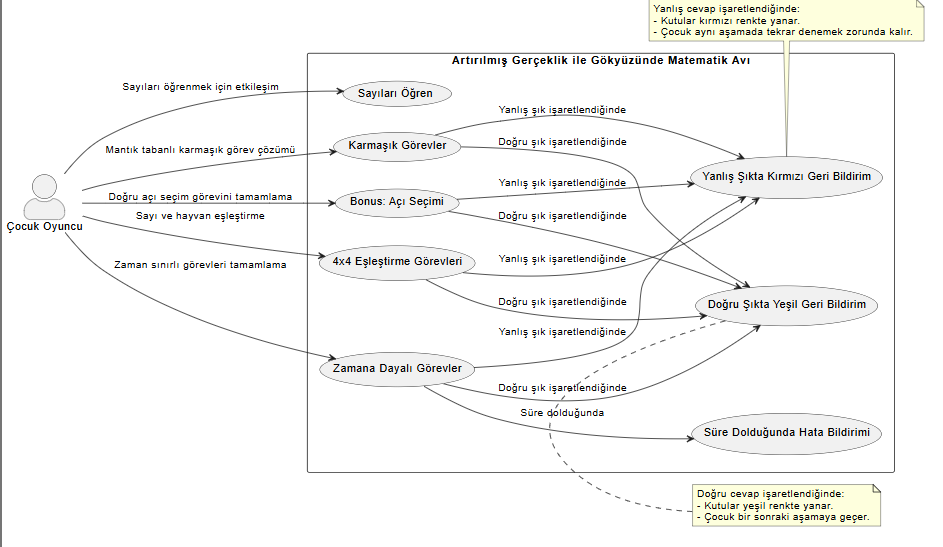 Yanlış cevap işaretlendiğinde:
- Kutular kırmızı renkte yanar.
- Çocuk aynı aşamada tekrar denemek zorunda kalır.
Artırılmış Gerçeklik ile Gökyüzünde Matematik Avı
Sayıları öğrenmek için etkileşim
Sayıları Öğren
Yanlış şık işaretlendiğinde
Mantık tabanlı karmaşık görev çözümü
Karmaşık Görevler
Doğru şık işaretlendiğinde
Yanlış Şıkta Kırmızı Geri Bildirim
Yanlış şık işaretlendiğinde
Doğru açı seçim görevini tamamlama
Bonus: Açı Seçimi
Sayı ve hayvan eşleştirme
Doğru şık işaretlendiğinde
Çocuk Oyuncu
Zaman sınırlı görevleri tamamlama
4x4 Eşleştirme Görevleri
Yanlış şık işaretlendiğinde
Doğru şık işaretlendiğinde
Doğru Şıkta Yeşil Geri Bildirim
Yanlış şık işaretlendiğinde
Zamana Dayalı Görevler
Doğru şık işaretlendiğinde
Süre dolduğunda
Süre Dolduğunda Hata Bildirimi
Doğru cevap işaretlendiğinde:
- Kutular yeşil renkte yanar.
- Çocuk bir sonraki aşamaya geçer.